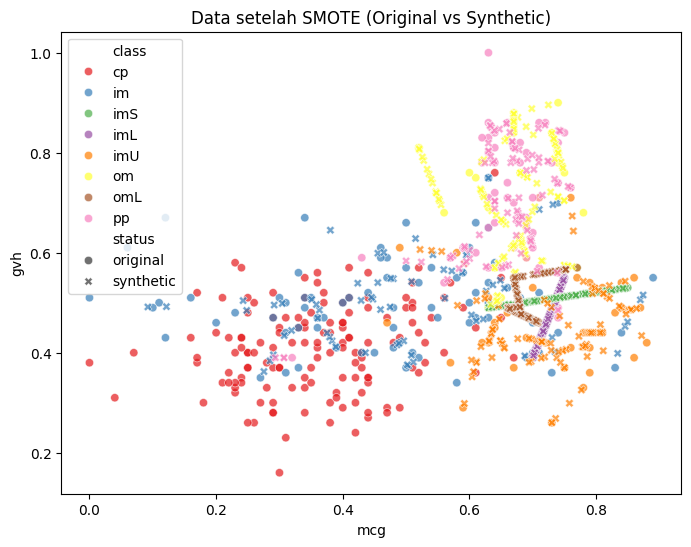 Data setelah SMOTE (Original vs Synthetic)
class
cp
im
imS
imL
imU
om
omL
pp
status
original
synthetic
gvh
1.0
0.8
0.6
0.4
0.2
0.0
0.2
0.4
0.6
0.8
mcg